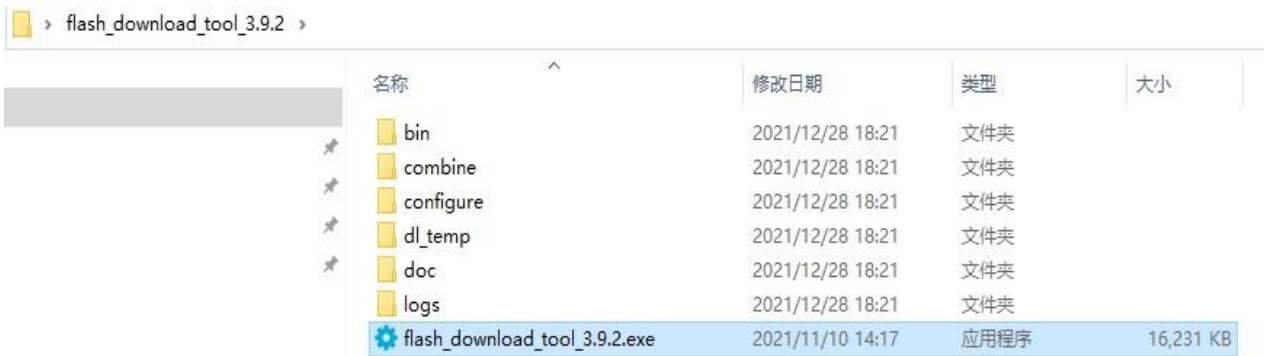 flash_download_tool_3.9.2
名称 修改日期 类型 大小
bin 2021/12/28 18:21 文件夹
combine 2021/12/28 18:21 文件夹
configure 2021/12/28 18:21 文件夹
dl_temp 2021/12/28 18:21 文件夹
doc 2021/12/28 18:21 文件夹
logs 2021/12/28 18:21 文件夹
flash_download_tool_3.9.2.exe 2021/11/10 14:17 应用程序 16,231 KB